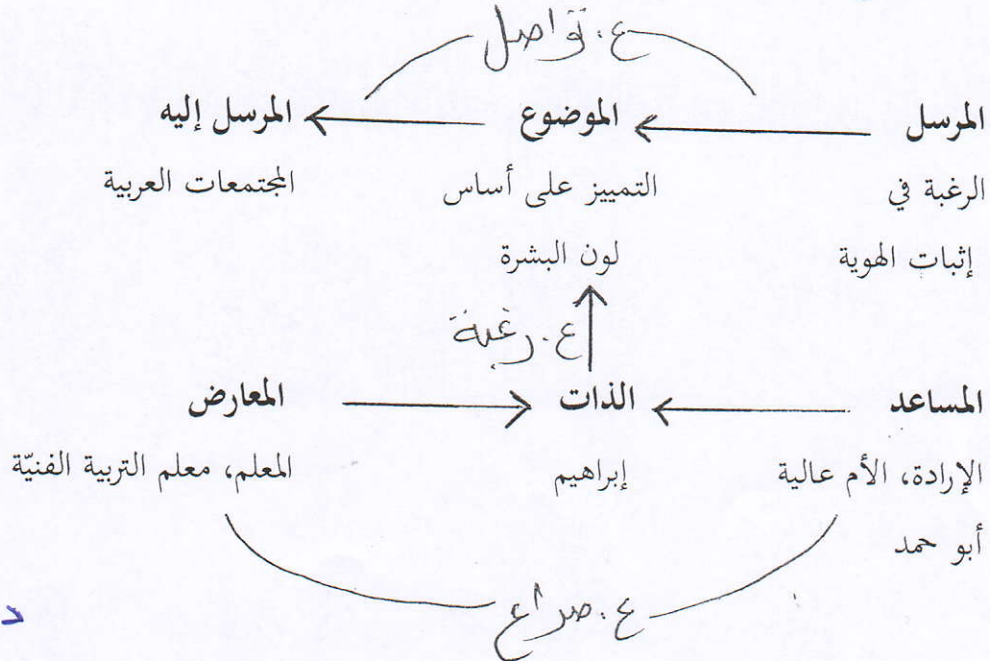 ع. تواصل
المرسل الموضوع المرسل إليه
الرغبة في التمييز على أساس المجتمعات العربية
إثبات الهوية لون البشرة
ع. رغبة
المساعد الذات المعارض
الإرادة، الأم عالية إبراهيم المعلم، معلم التربية الفنيّة
أبو حمد
ع. صراع